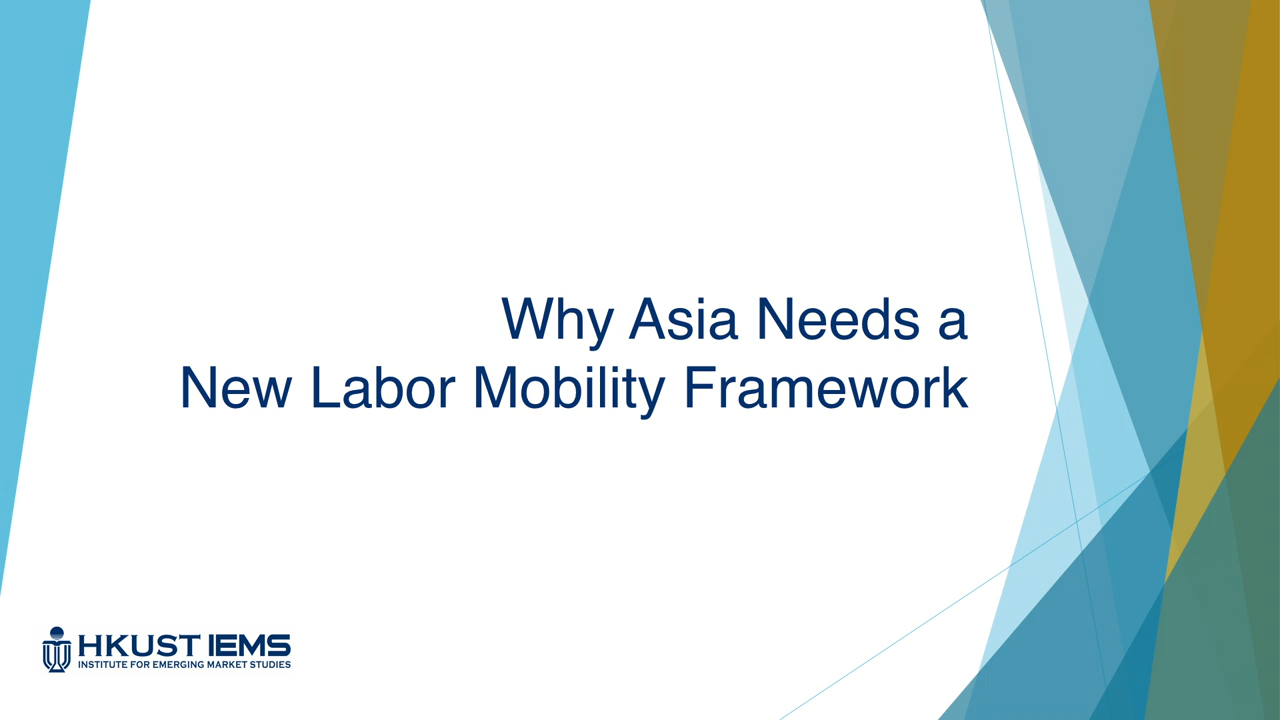 Why Asia Needs a
New Labor Mobility Framework
HKUST IEMS
INSTITUTE FOR EMERGING MARKET STUDIES